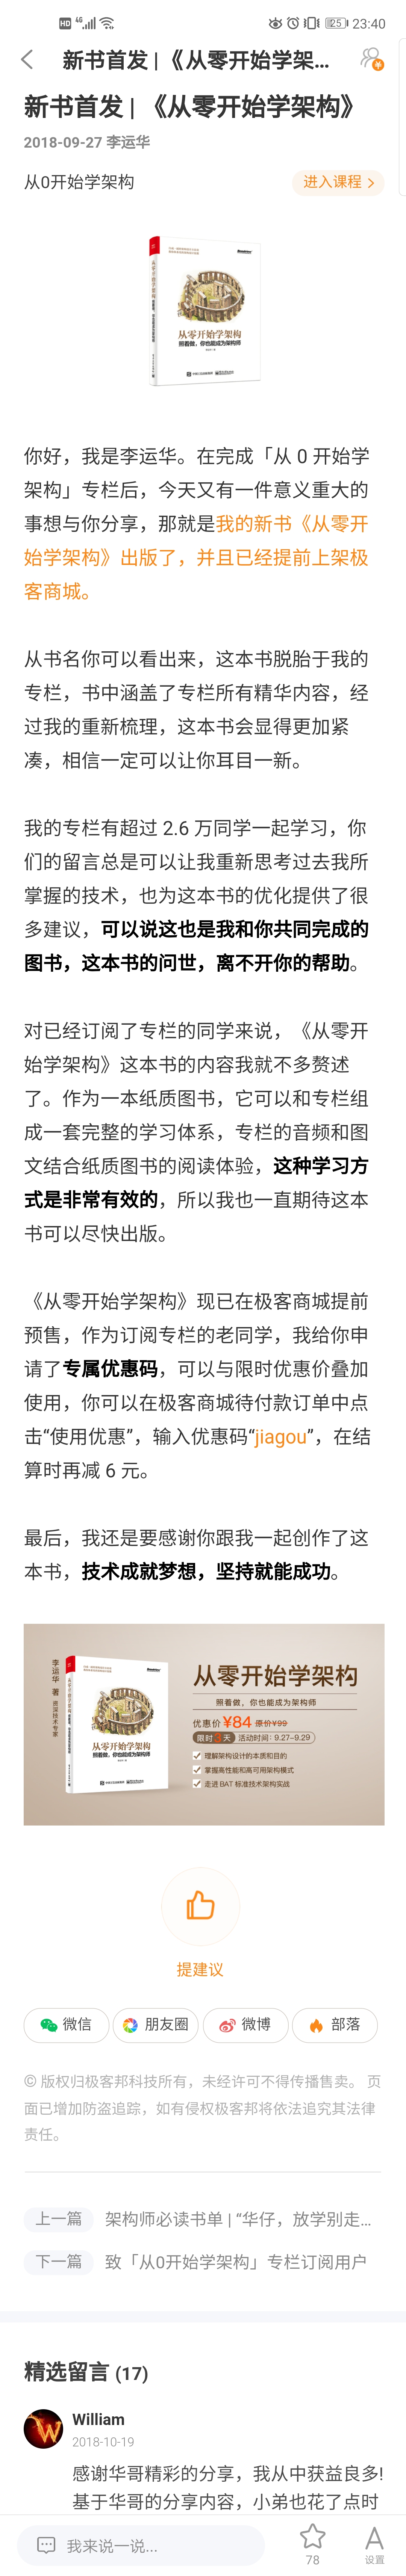 HD 4G 25 23:40
新书首发 | 《从零开始学架...
新书首发 | 《从零开始学架构》
2018-09-27 李运华
从0开始学架构
进入课程
从零开始学架构
照着做,你也能成为架构师
你好,我是李运华。在完成「从 0 开始学
架构」专栏后,今天又有一件意义重大的
事想与你分享,那就是我的新书《从零开
始学架构》出版了,并且已经提前上架极
客商城。
从书名你可以看出来,这本书脱胎于我的
专栏,书中涵盖了专栏所有精华内容,经
过我的重新梳理,这本书会显得更加紧
凑,相信一定可以让你耳目一新。
我的专栏有超过 2.6 万同学一起学习,你
们的留言总是可以让我重新思考过去我所
掌握的技术,也为这本书的优化提供了很
多建议,可以说这也是我和你共同完成的
图书,这本书的问世,离不开你的帮助。
对已经订阅了专栏的同学来说,《从零开
始学架构》这本书的内容我就不多赘述
了。作为一本纸质图书,它可以和专栏组
成一套完整的学习体系,专栏的音频和图
文结合纸质图书的阅读体验,这种学习方
式是非常有效的,所以我也一直期待这本
书可以尽快出版。
《从零开始学架构》现已在极客商城提前
预售,作为订阅专栏的老同学,我给你申
请了专属优惠码,可以与限时优惠价叠加
使用,你可以在极客商城待付款订单中点
击“使用优惠”,输入优惠码“jiagou”,在结
算时再减 6 元。
最后,我还是要感谢你跟我一起创作了这
本书,技术成就梦想,坚持就能成功。
李运华 著
资深技术专家
从零开始学架构
照着做,你也能成为架构师
从零开始学架构
照着做,你也能成为架构师
优惠价¥84 原价¥99
限时3天 活动时间:9.27-9.29
理解架构设计的本质和目的
掌握高性能和高可用架构模式
走进 BAT 标准技术架构实战
提建议
微信
朋友圈
微博
部落
© 版权归极客邦科技所有,未经许可不得传播售卖。 页
面已增加防盗追踪,如有侵权极客邦将依法追究其法律
责任。
上一篇 架构师必读书单 | “华仔,放学别走...
下一篇 致「从0开始学架构」专栏订阅用户
精选留言 (17)
William
2018-10-19
感谢华哥精彩的分享,我从中获益良多!
基于华哥的分享内容,小弟也花了点时
我来说一说...
78
设置